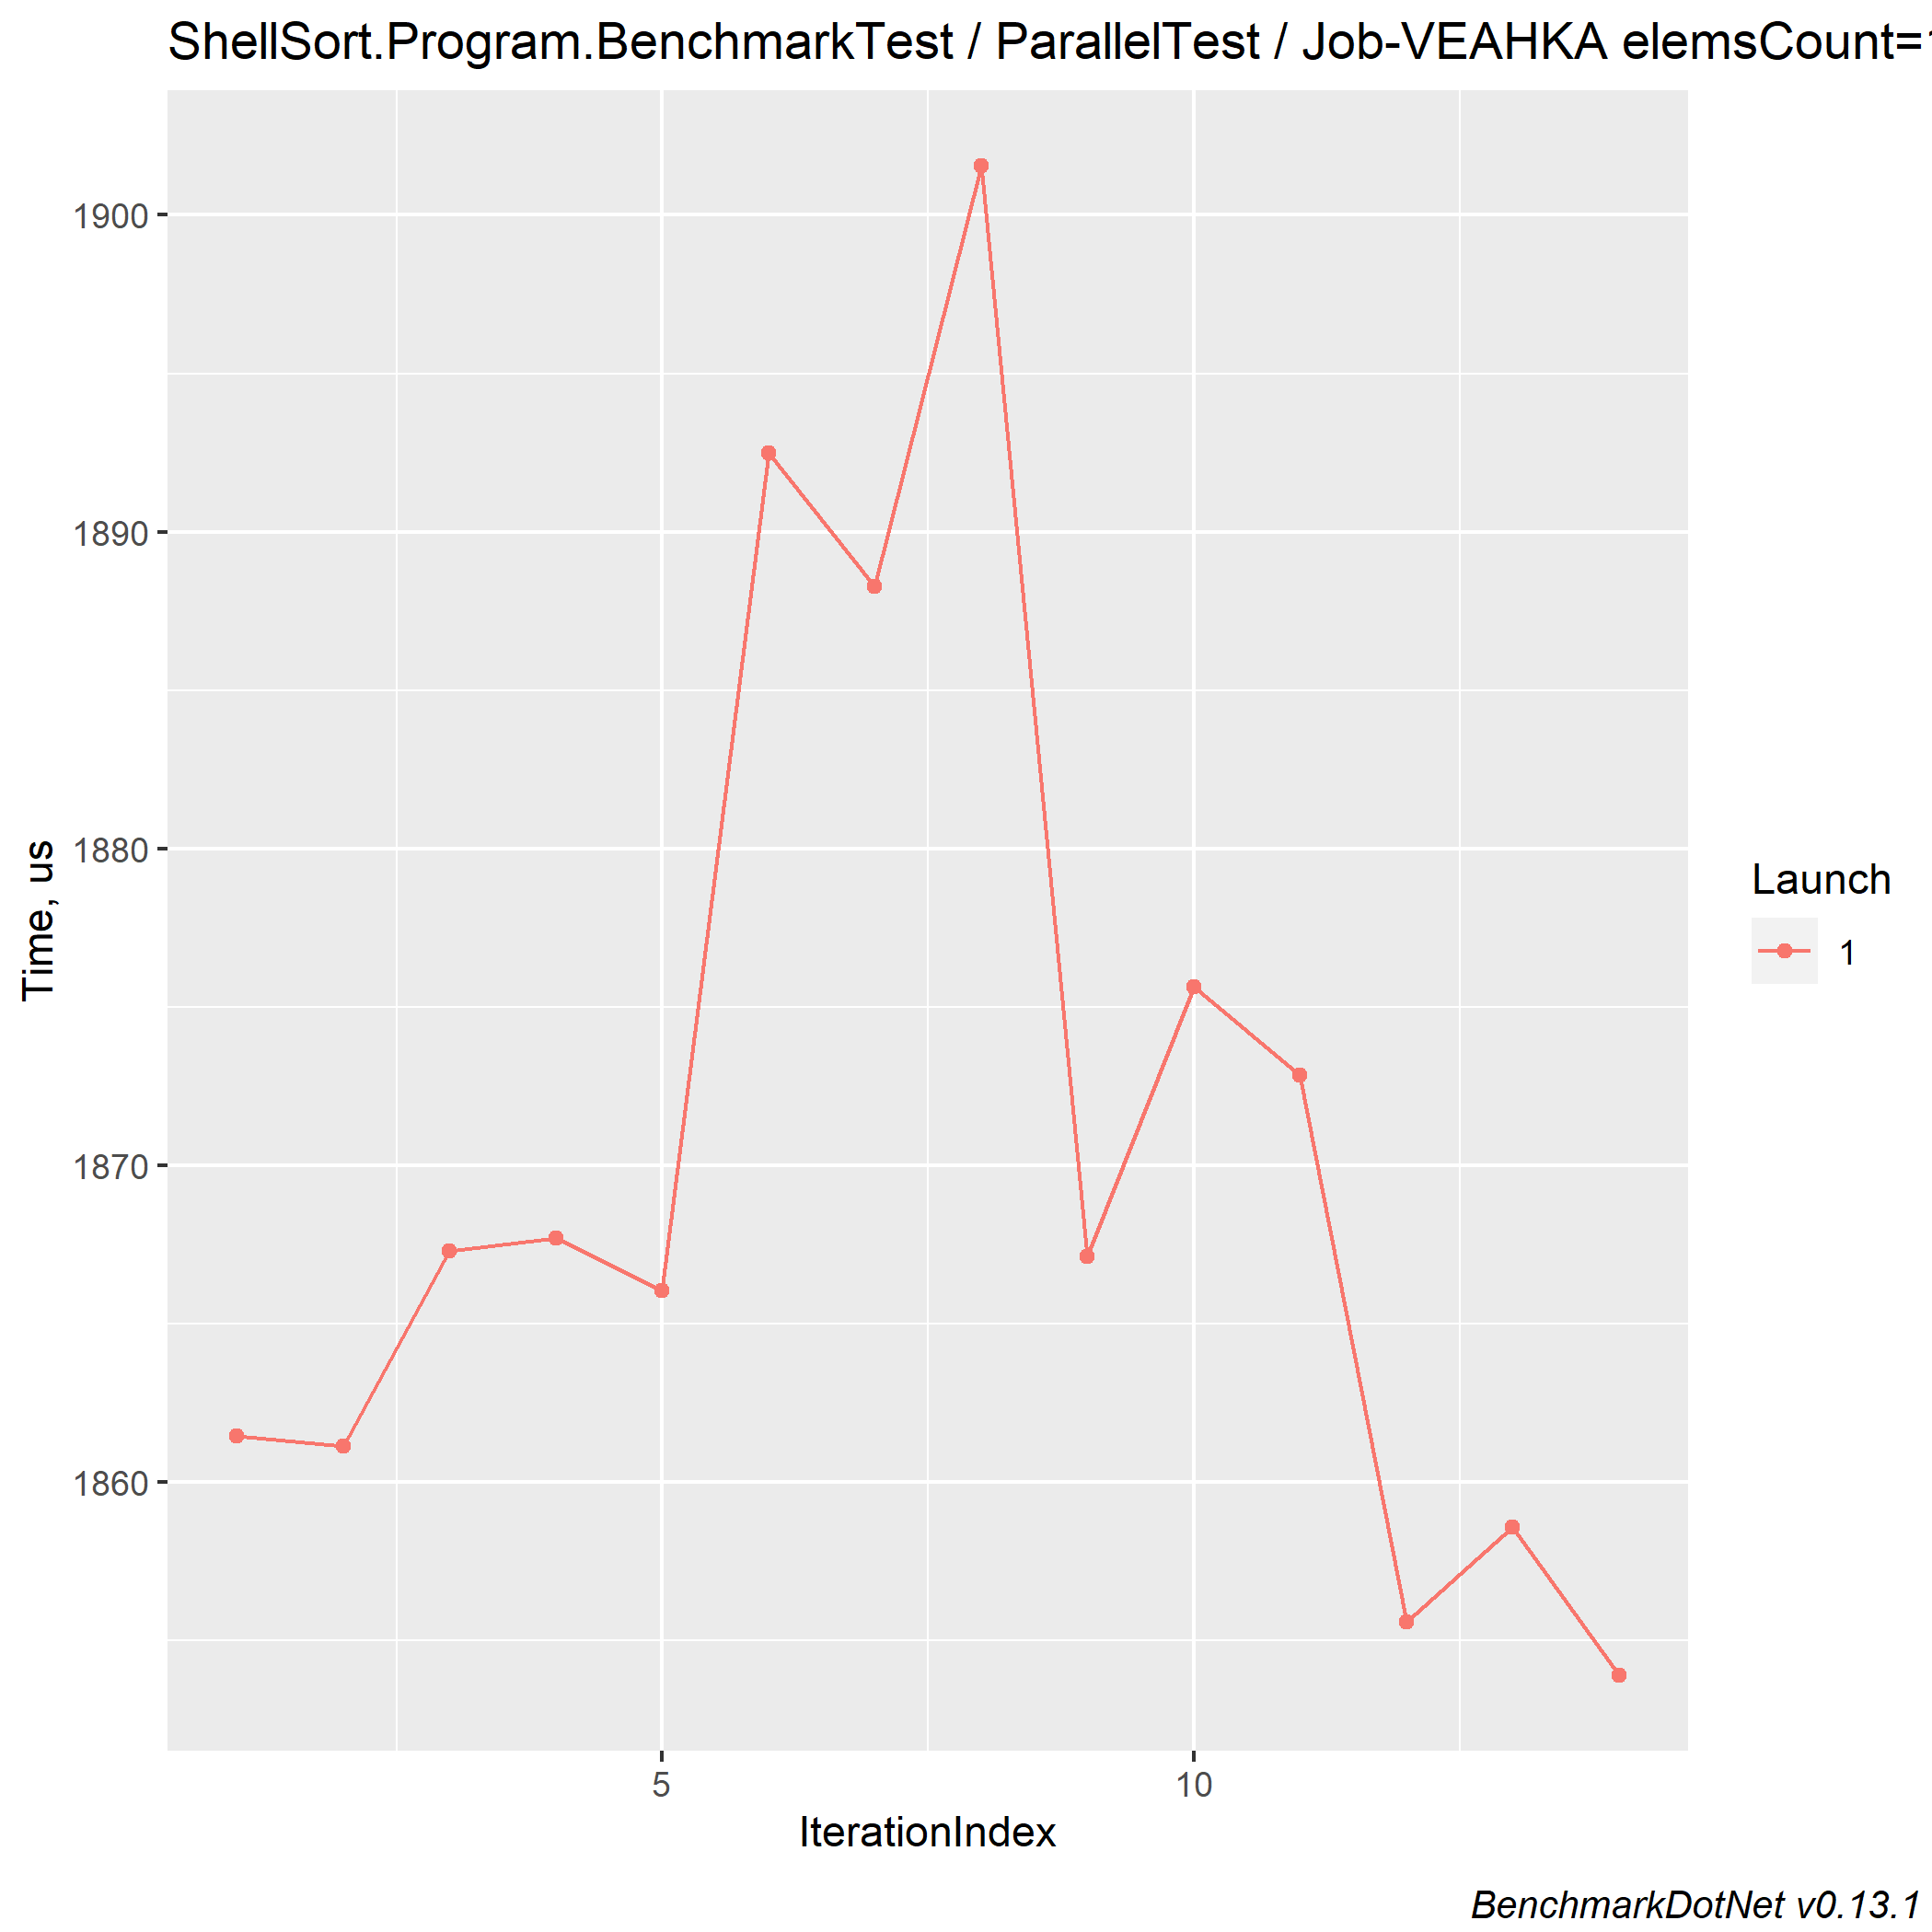 ShellSort.Program.BenchmarkTest / ParallelTest / Job-VEAHKA elemsCount=
1900
1890
1880
1870
1860
Time, us
5
10
IterationIndex
Launch
1
BenchmarkDotNet v0.13.1